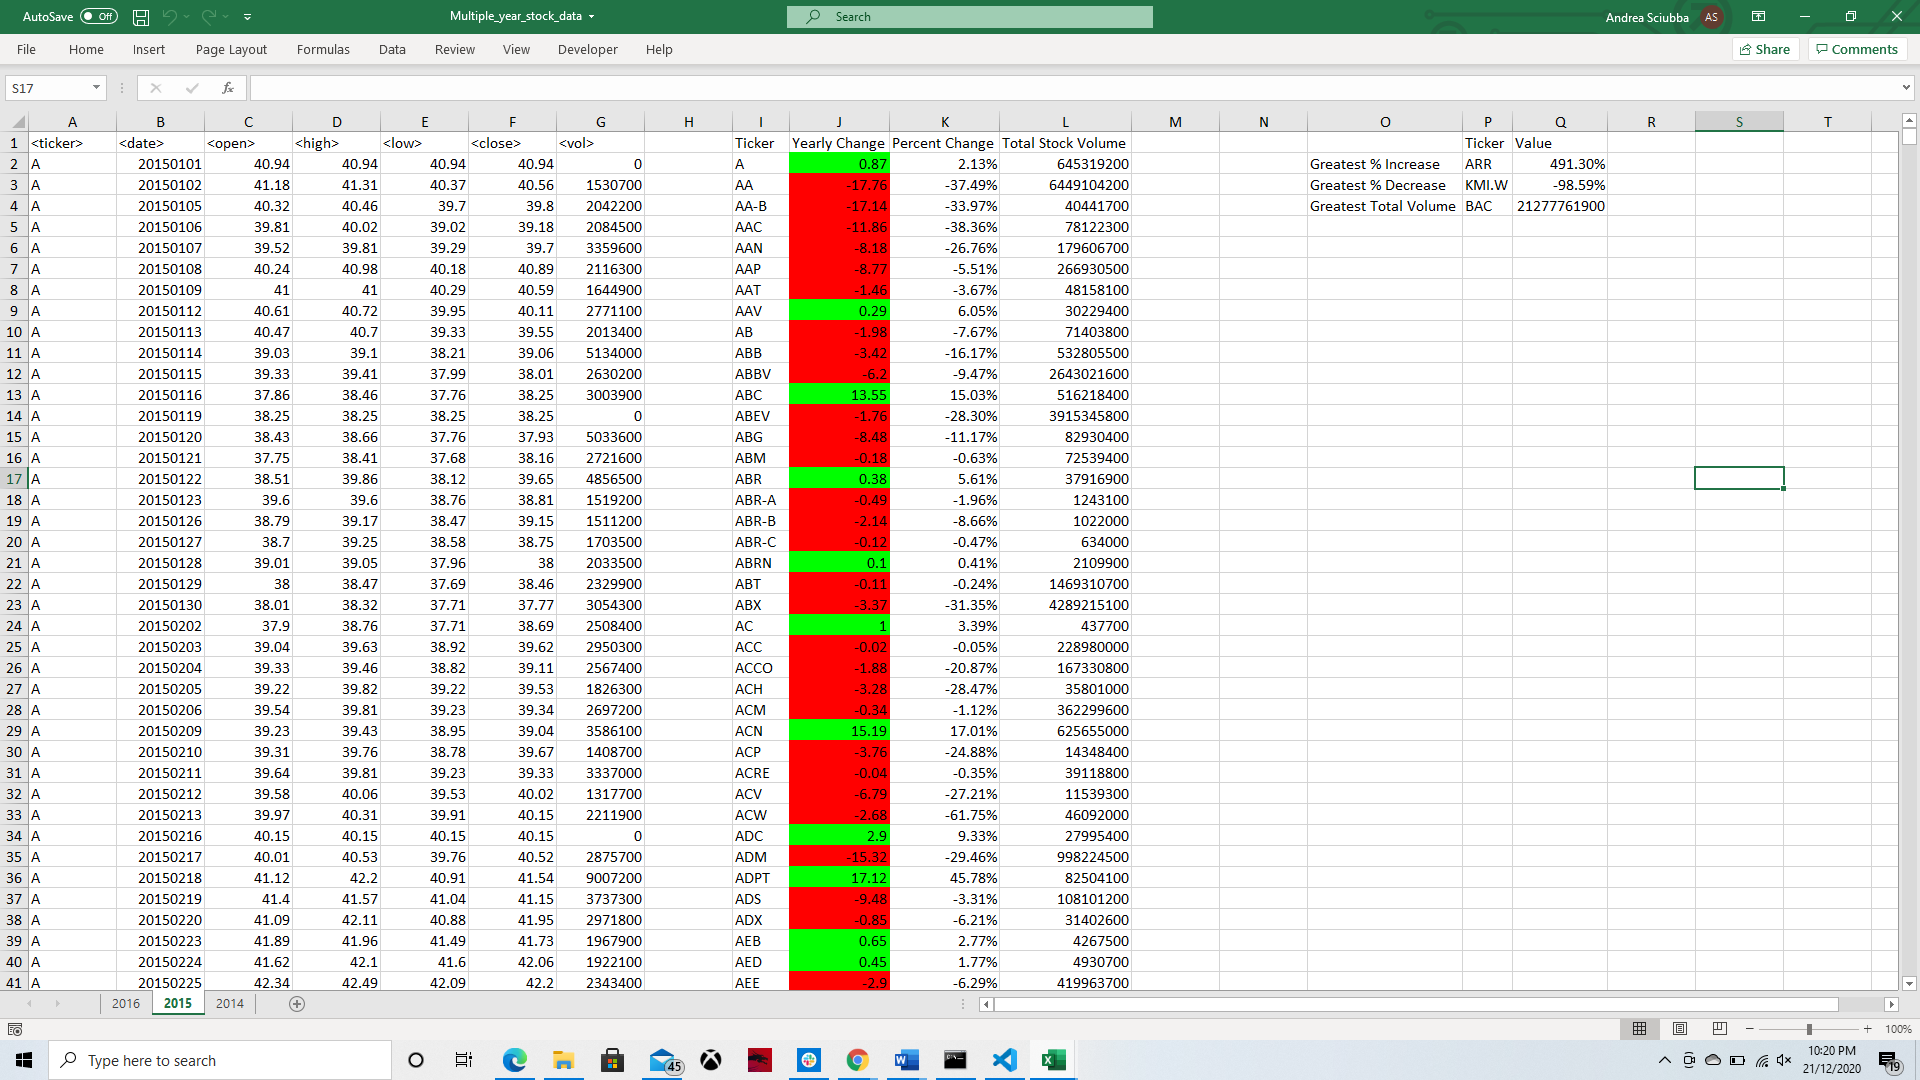 AutoSave Off Multiple_year_stock_data Search Andrea Sciubba AS
File Home Insert Page Layout Formulas Data Review View Developer Help Share Comments
S17 fx
A B C D E F G H I J K L M N O P Q R S T
1 <ticker> <date> <open> <high> <low> <close> <vol> Ticker Yearly Change Percent Change Total Stock Volume Ticker Value
2 A 20150101 40.94 40.94 40.94 40.94 0 A 0.87 2.13% 645319200 Greatest % Increase ARR 491.30%
3 A 20150102 41.18 41.31 40.37 40.56 1530700 AA -17.76 -37.49% 6449104200 Greatest % Decrease KMI.W -98.59%
4 A 20150105 40.32 40.46 39.7 39.8 2042200 AA-B -17.14 -33.97% 40441700 Greatest Total Volume BAC 21277761900
5 A 20150106 39.81 40.02 39.02 39.18 2084500 AAC -11.86 -38.36% 78122300
6 A 20150107 39.52 39.81 39.29 39.7 3359600 AAN -8.18 -26.76% 179606700
7 A 20150108 40.24 40.98 40.18 40.89 2116300 AAP -8.77 -5.51% 266930500
8 A 20150109 41 41 40.29 40.59 1644900 AAT -1.46 -3.67% 48158100
9 A 20150112 40.61 40.72 39.95 40.11 2771100 AAV 0.29 6.05% 30229400
10 A 20150113 40.47 40.7 39.33 39.55 2013400 AB -1.98 -7.67% 71403800
11 A 20150114 39.03 39.1 38.21 39.06 5134000 ABB -3.42 -16.17% 532805500
12 A 20150115 39.33 39.41 37.99 38.01 2630200 ABBV -6.2 -9.47% 2643021600
13 A 20150116 37.86 38.46 37.76 38.25 3003900 ABC 13.55 15.03% 516218400
14 A 20150119 38.25 38.25 38.25 38.25 0 ABEV -1.76 -28.30% 3915345800
15 A 20150120 38.43 38.66 37.76 37.93 5033600 ABG -8.48 -11.17% 82930400
16 A 20150121 37.75 38.41 37.68 38.16 2721600 ABM -0.18 -0.63% 72539400
17 A 20150122 38.51 39.86 38.12 39.65 4856500 ABR 0.38 5.61% 37916900
18 A 20150123 39.6 39.6 38.76 38.81 1519200 ABR-A -0.49 -1.96% 1243100
19 A 20150126 38.79 39.17 38.47 39.15 1511200 ABR-B -2.14 -8.66% 1022000
20 A 20150127 38.7 39.25 38.58 38.75 1703500 ABR-C -0.12 -0.47% 634000
21 A 20150128 39.01 39.05 37.96 38 2033500 ABRN 0.1 0.41% 2109900
22 A 20150129 38 38.47 37.69 38.46 2329900 ABT -0.11 -0.24% 1469310700
23 A 20150130 38.01 38.32 37.71 37.77 3054300 ABX -3.37 -31.35% 4289215100
24 A 20150202 37.9 38.76 37.71 38.69 2508400 AC 1 3.39% 437700
25 A 20150203 39.04 39.63 38.92 39.62 2950300 ACC -0.02 -0.05% 228980000
26 A 20150204 39.33 39.46 38.82 39.11 2567400 ACCO -1.88 -20.87% 167330800
27 A 20150205 39.22 39.82 39.22 39.53 1826300 ACH -3.28 -28.47% 35801000
28 A 20150206 39.54 39.81 39.23 39.34 2697200 ACM -0.34 -1.12% 362299600
29 A 20150209 39.23 39.43 38.95 39.04 3586100 ACN 15.19 17.01% 625655000
30 A 20150210 39.31 39.76 38.78 39.67 1408700 ACP -3.76 -24.88% 14348400
31 A 20150211 39.64 39.81 39.23 39.33 3337000 ACRE -0.04 -0.35% 39118800
32 A 20150212 39.58 40.06 39.53 40.02 1317700 ACV -6.79 -27.21% 11539300
33 A 20150213 39.97 40.31 39.91 40.15 2211900 ACW -2.68 -61.75% 46092000
34 A 20150216 40.15 40.15 40.15 40.15 0 ADC 2.9 9.33% 27995400
35 A 20150217 40.01 40.53 39.76 40.52 2875700 ADM -15.32 -29.46% 998224500
36 A 20150218 41.12 42.2 40.91 41.54 9007200 ADPT 17.12 45.78% 82504100
37 A 20150219 41.4 41.57 41.04 41.15 3737300 ADS -9.48 -3.31% 108101200
38 A 20150220 41.09 42.11 40.88 41.95 2971800 ADX -0.85 -6.21% 31402600
39 A 20150223 41.89 41.96 41.49 41.73 1967900 AEB 0.65 2.77% 4267500
40 A 20150224 41.62 42.1 41.6 42.06 1922100 AED 0.45 1.77% 4930700
41 A 20150225 42.34 42.49 42.09 42.2 2343400 AEE -2.9 -6.29% 419963700
2016 2015 2014
100%
Type here to search 45 10:20 PM
21/12/2020 19